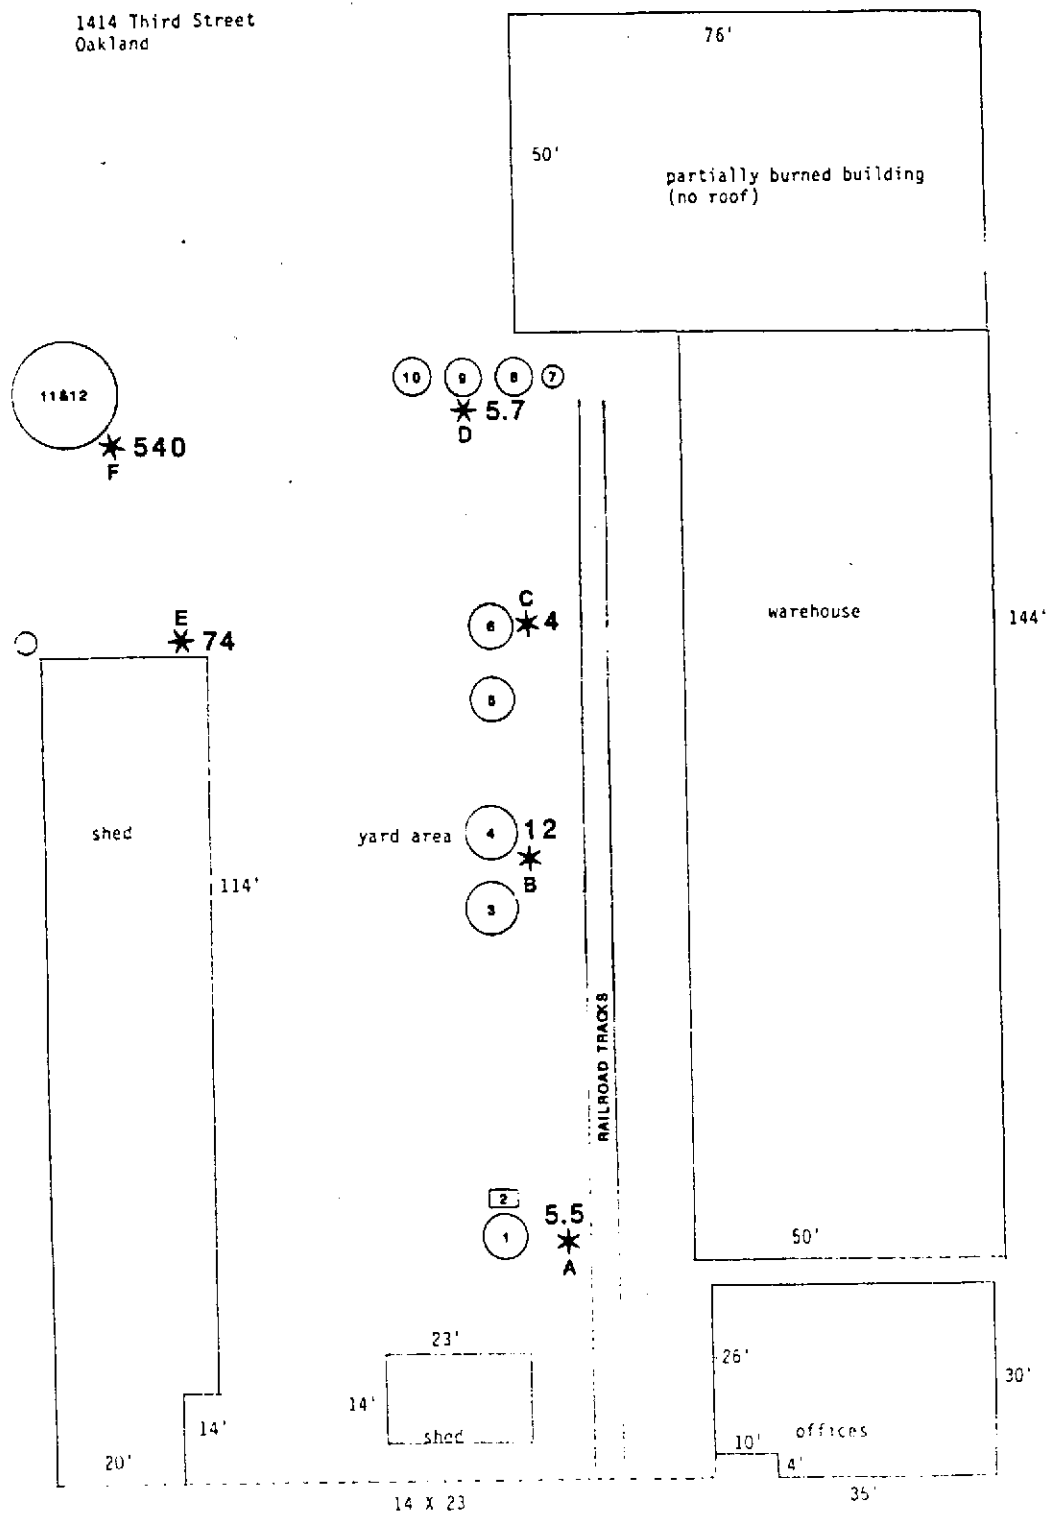 1414 Third Street
Oakland
76'
50'
partially burned building
(no roof)
11&12
10
9
8
7
5.7
D
540
F
C
6
4
warehouse
144'
E
74
5
shed
yard area
4
12
B
3
114'
RAILROAD TRACKS
2
1
5.5
A
50'
23'
14'
shed
26'
30'
offices
10'
4'
14'
20'
14 X 23
35'